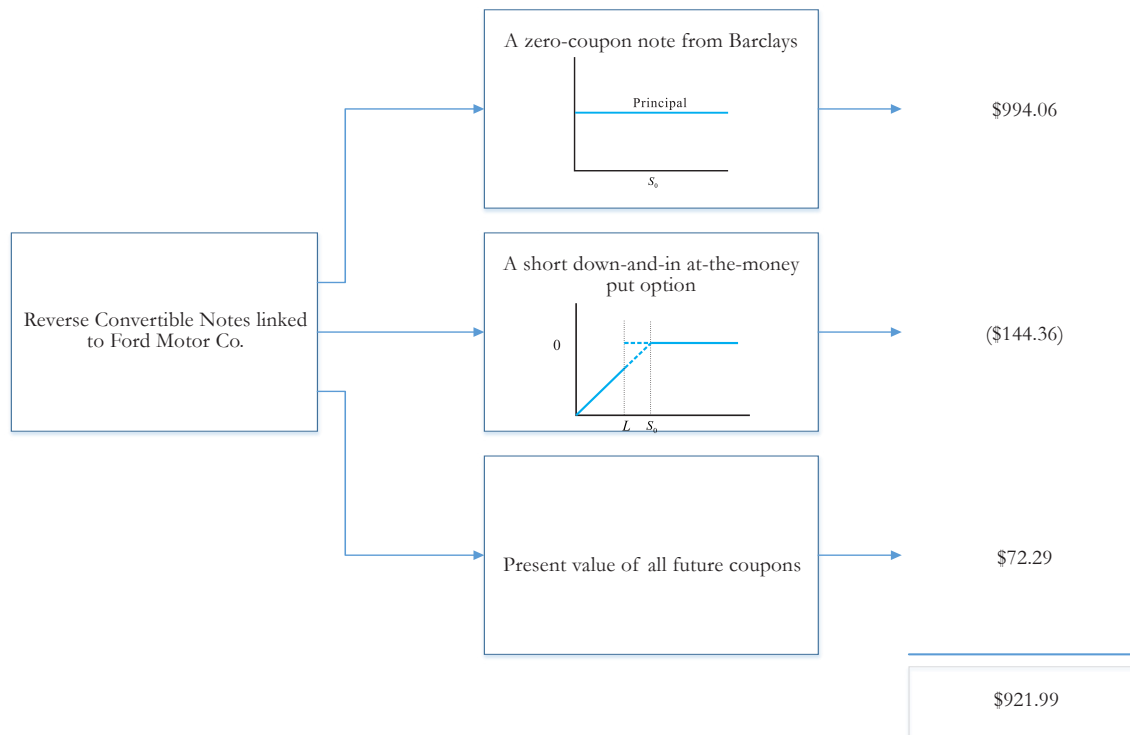 A zero-coupon note from Barclays
Principal
S₀
$994.06
Reverse Convertible Notes linked
to Ford Motor Co.
A short down-and-in at-the-money
put option
0
L S₀
($144.36)
Present value of all future coupons
$72.29
$921.99